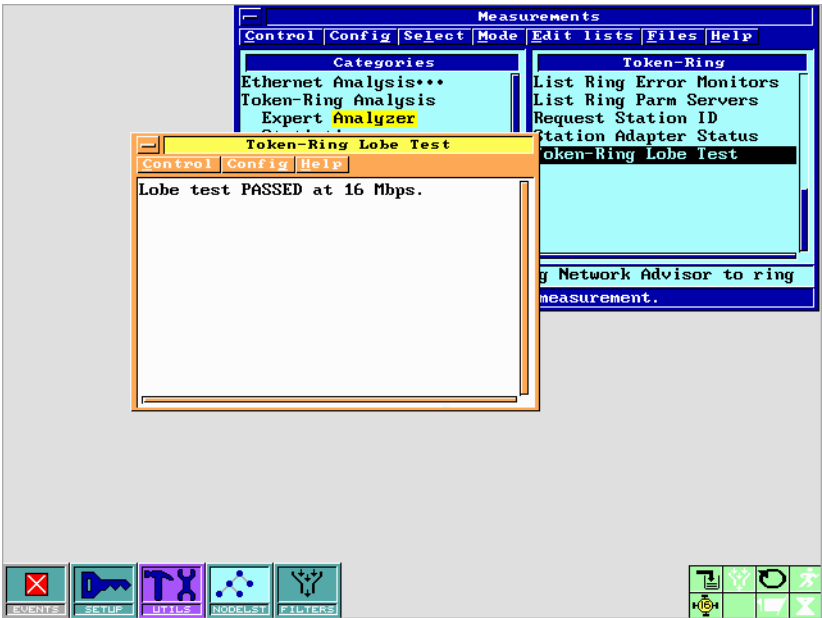 Measurements
Control Config Select Mode Edit lists Files Help
Categories
Ethernet Analysis•••
Token-Ring Analysis
Expert Analyzer
Token-Ring
List Ring Error Monitors
List Ring Parm Servers
Request Station ID
Station Adapter Status
Token-Ring Lobe Test
g Network Advisor to ring
measurement.
Token-Ring Lobe Test
Control Config Help
Lobe test PASSED at 16 Mbps.
EVENTS
SETUP
UTILS
NODELST
FILTERS
16